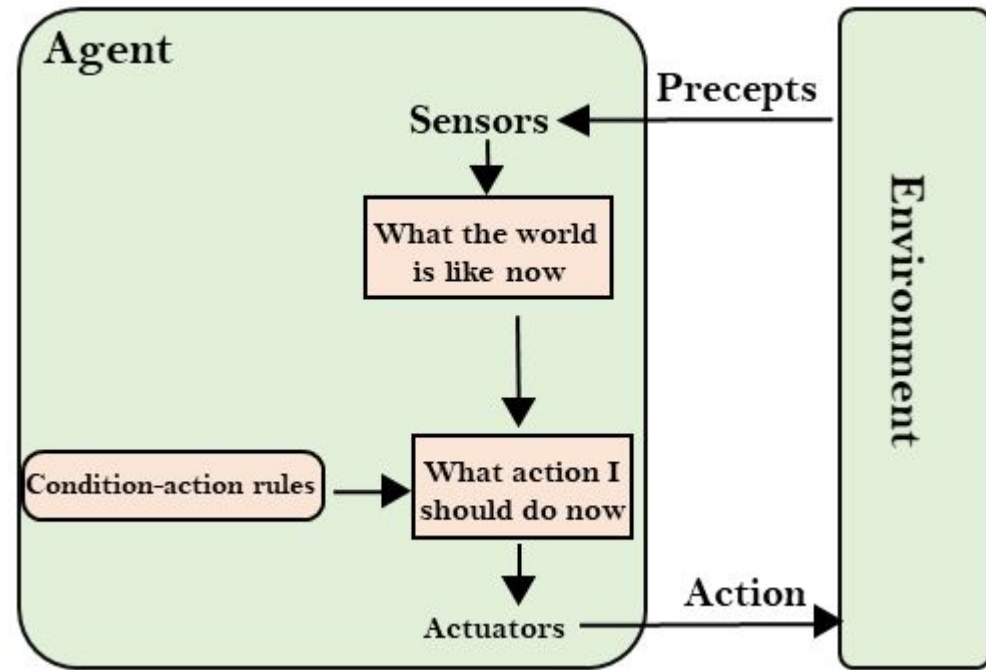 Agent
Precepts
Sensors
What the world
is like now
Environment
Condition-action rules
What action I
should do now
Action
Actuators